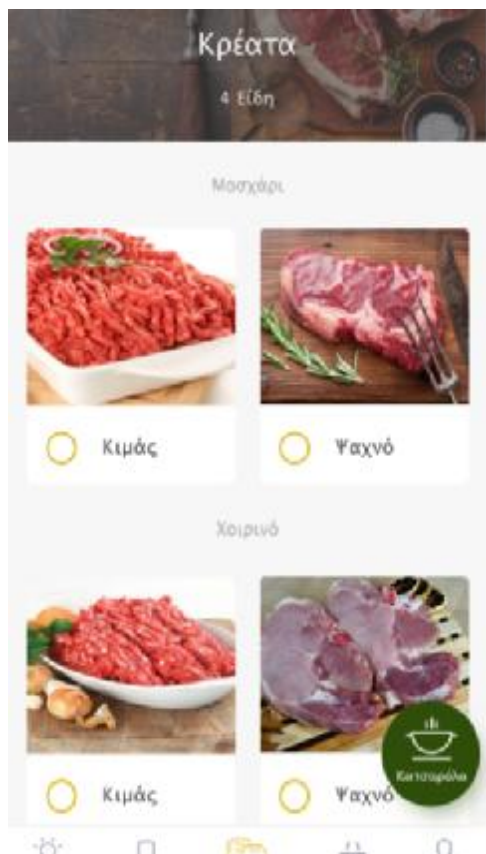 Κρέατα
4 Είδη
Μοσχάρι
Κιμάς
Ψαχνό
Χοιρινό
Κιμάς
Ψαχνό
Κατσαρόλα